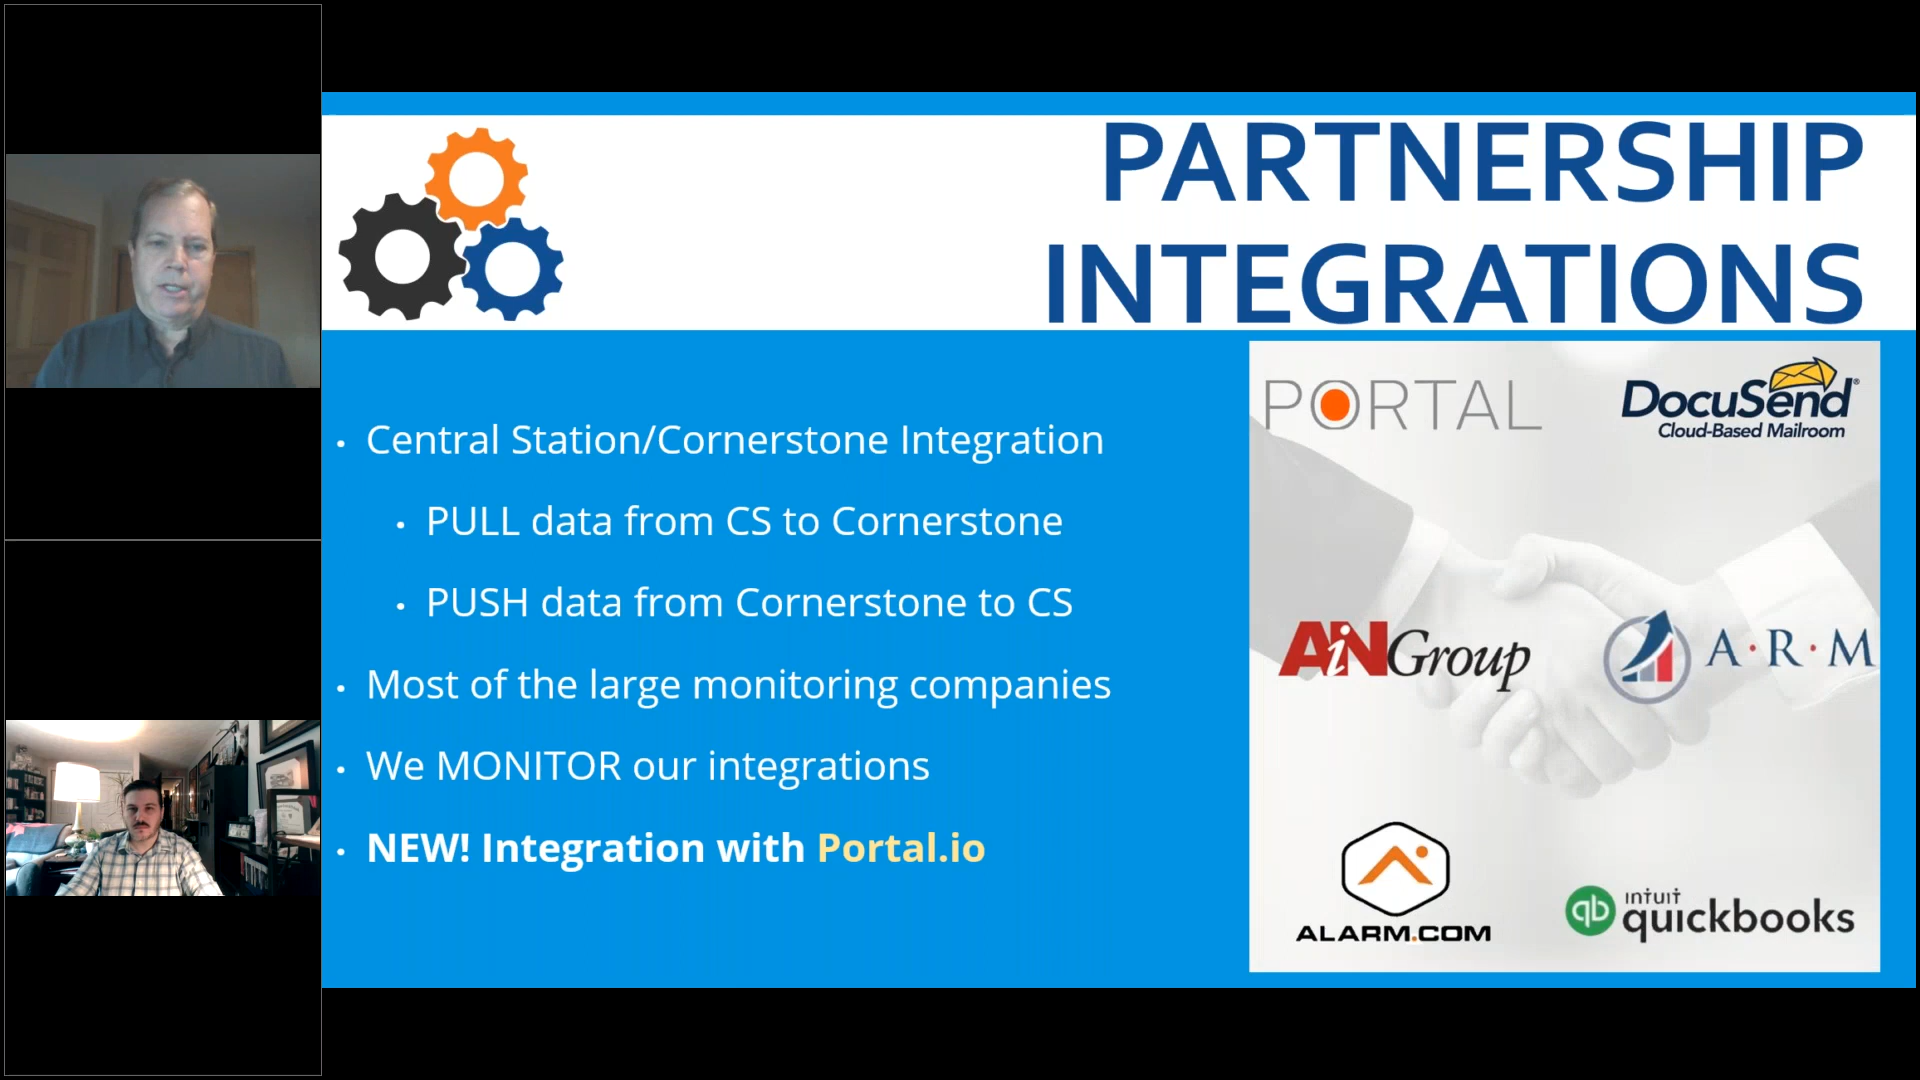 PARTNERSHIP
INTEGRATIONS
• Central Station/Cornerstone Integration
• PULL data from CS to Cornerstone
• PUSH data from Cornerstone to CS
• Most of the large monitoring companies
• We MONITOR our integrations
• NEW! Integration with Portal.io
PORTAL
DocuSend®
Cloud-Based Mailroom
AiNGroup
A·R·M
ALARM.COM
qb
intuit
quickbooks